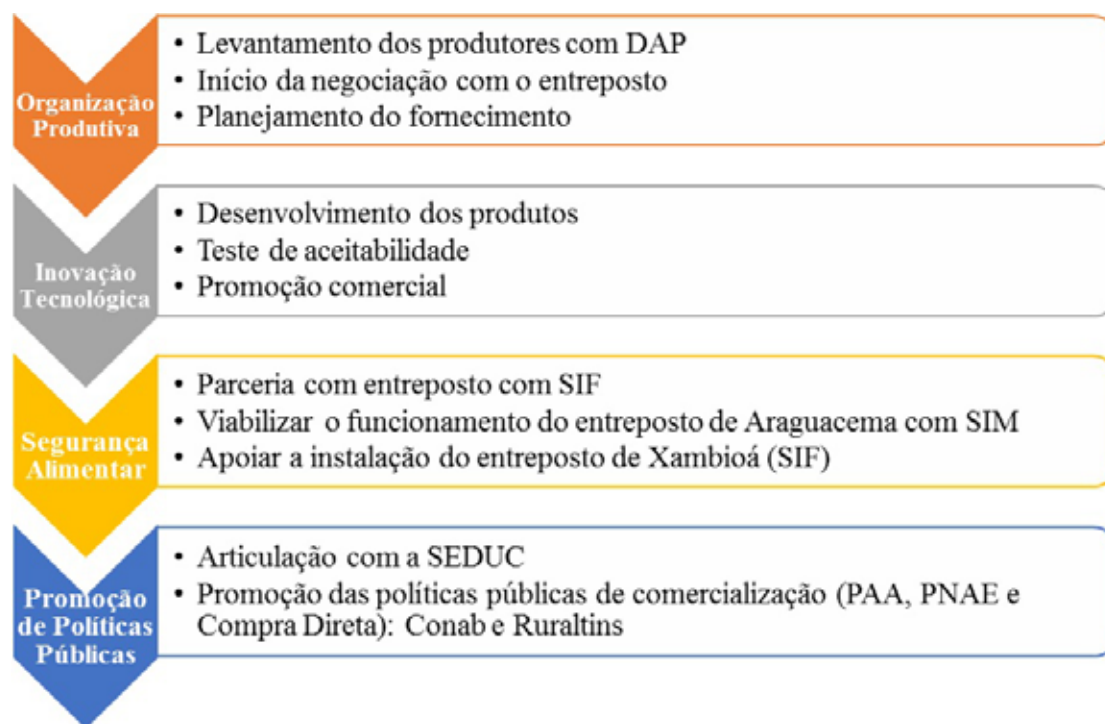 Organização
Produtiva
• Levantamento dos produtores com DAP
• Início da negociação com o entreposto
• Planejamento do fornecimento
Inovação
Tecnológica
• Desenvolvimento dos produtos
• Teste de aceitabilidade
• Promoção comercial
Segurança
Alimentar
• Parceria com entreposto com SIF
• Viabilizar o funcionamento do entreposto de Araguacema com SIM
• Apoiar a instalação do entreposto de Xambioá (SIF)
Promoção
de Políticas
Públicas
• Articulação com a SEDUC
• Promoção das políticas públicas de comercialização (PAA, PNAE e
Compra Direta): Conab e Ruraltins